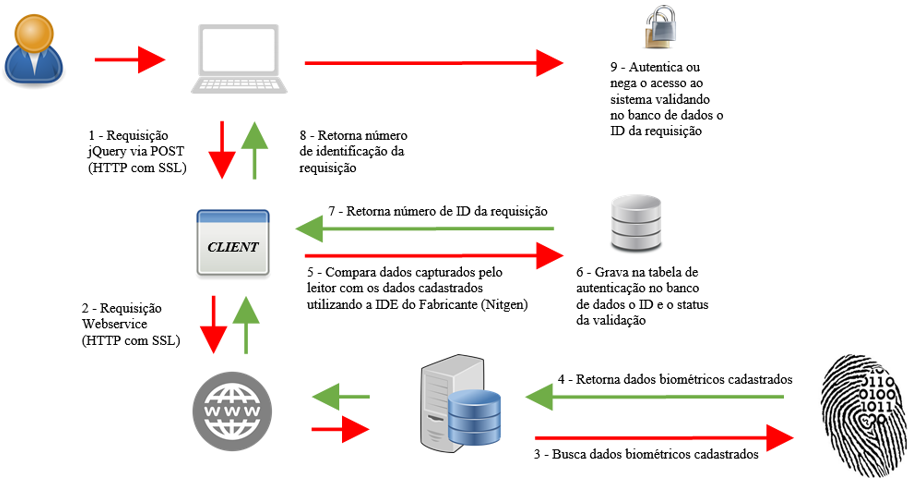 9 - Autentica ou
nega o acesso ao
sistema validando
no banco de dados o
ID da requisição
1 - Requisição
jQuery via POST
(HTTP com SSL)
8 - Retorna número
de identificação da
requisição
7 - Retorna número de ID da requisição
CLIENT
5 - Compara dados capturados pelo
leitor com os dados cadastrados
utilizando a IDE do Fabricante (Nitgen)
6 - Grava na tabela de
autenticação no banco
de dados o ID e o status
da validação
2 - Requisição
Webservice
(HTTP com SSL)
4 - Retorna dados biométricos cadastrados
WWW
3 - Busca dados biométricos cadastrados
0110
0100
1011